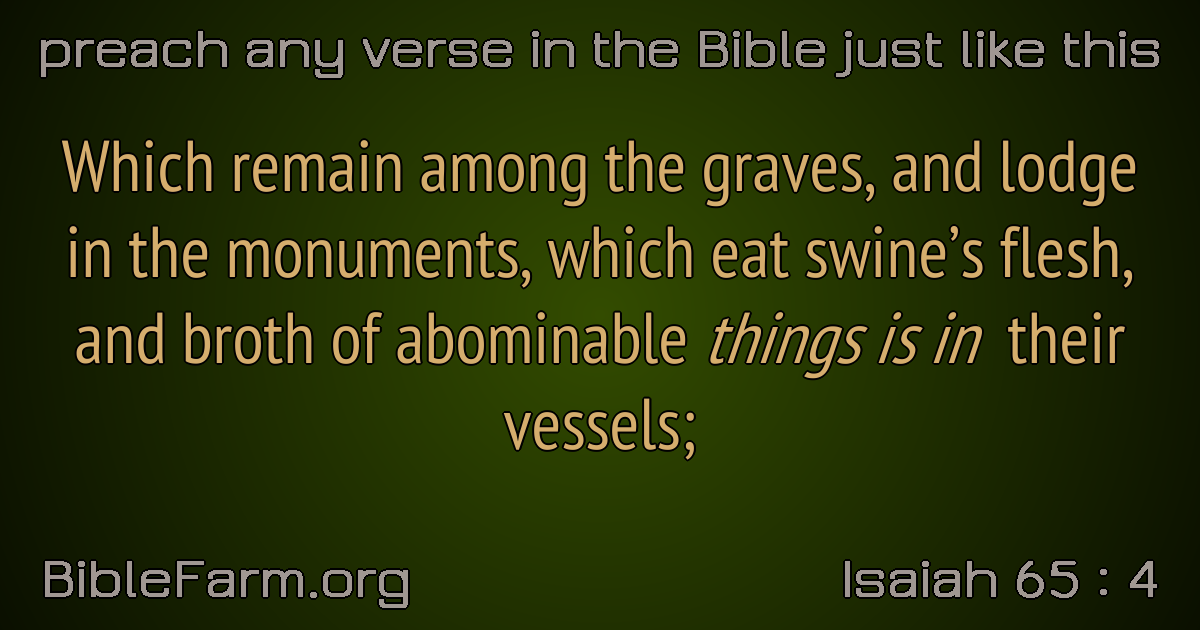 preach any verse in the Bible just like this
Which remain among the graves, and lodge
in the monuments, which eat swine’s flesh,
and broth of abominable things is in their
vessels;
BibleFarm.org
Isaiah 65 : 4